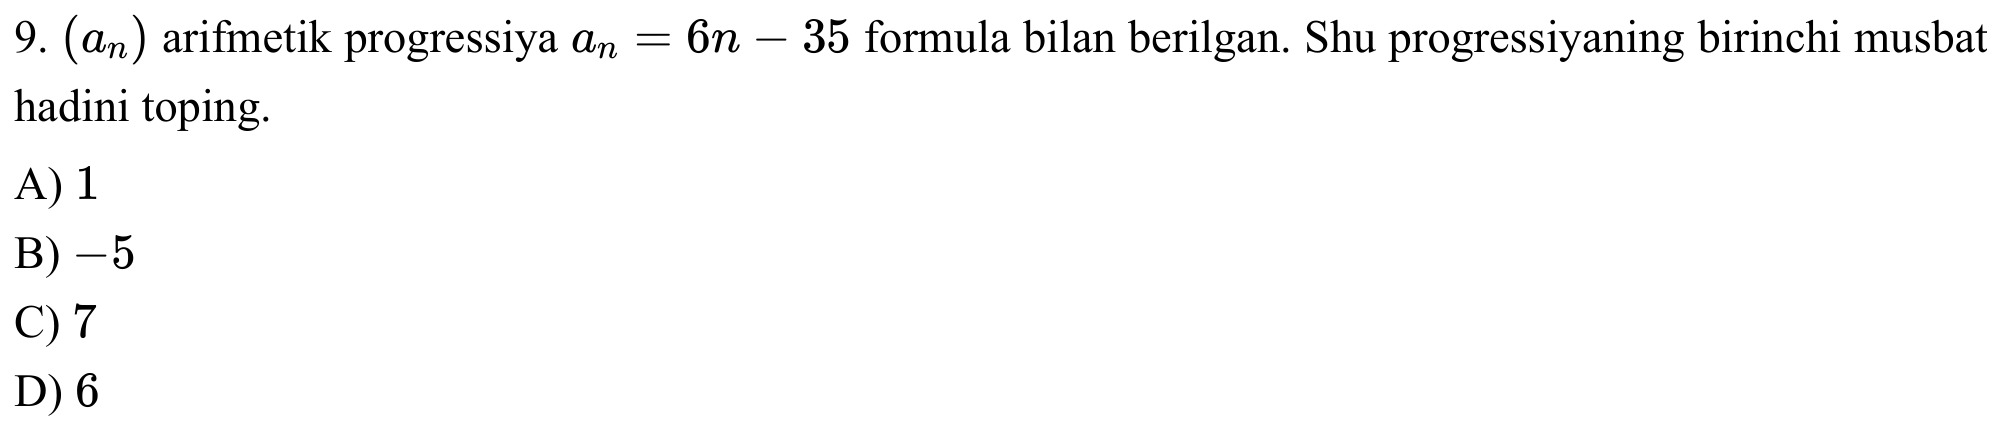 9. (aₙ) arifmetik progressiya aₙ = 6n − 35 formula bilan berilgan. Shu progressiyaning birinchi musbat
hadini toping.
A) 1
B) −5
C) 7
D) 6